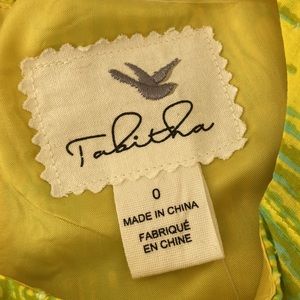 Tabitha
0
MADE IN CHINA
FABRIQUÉ
EN CHINE